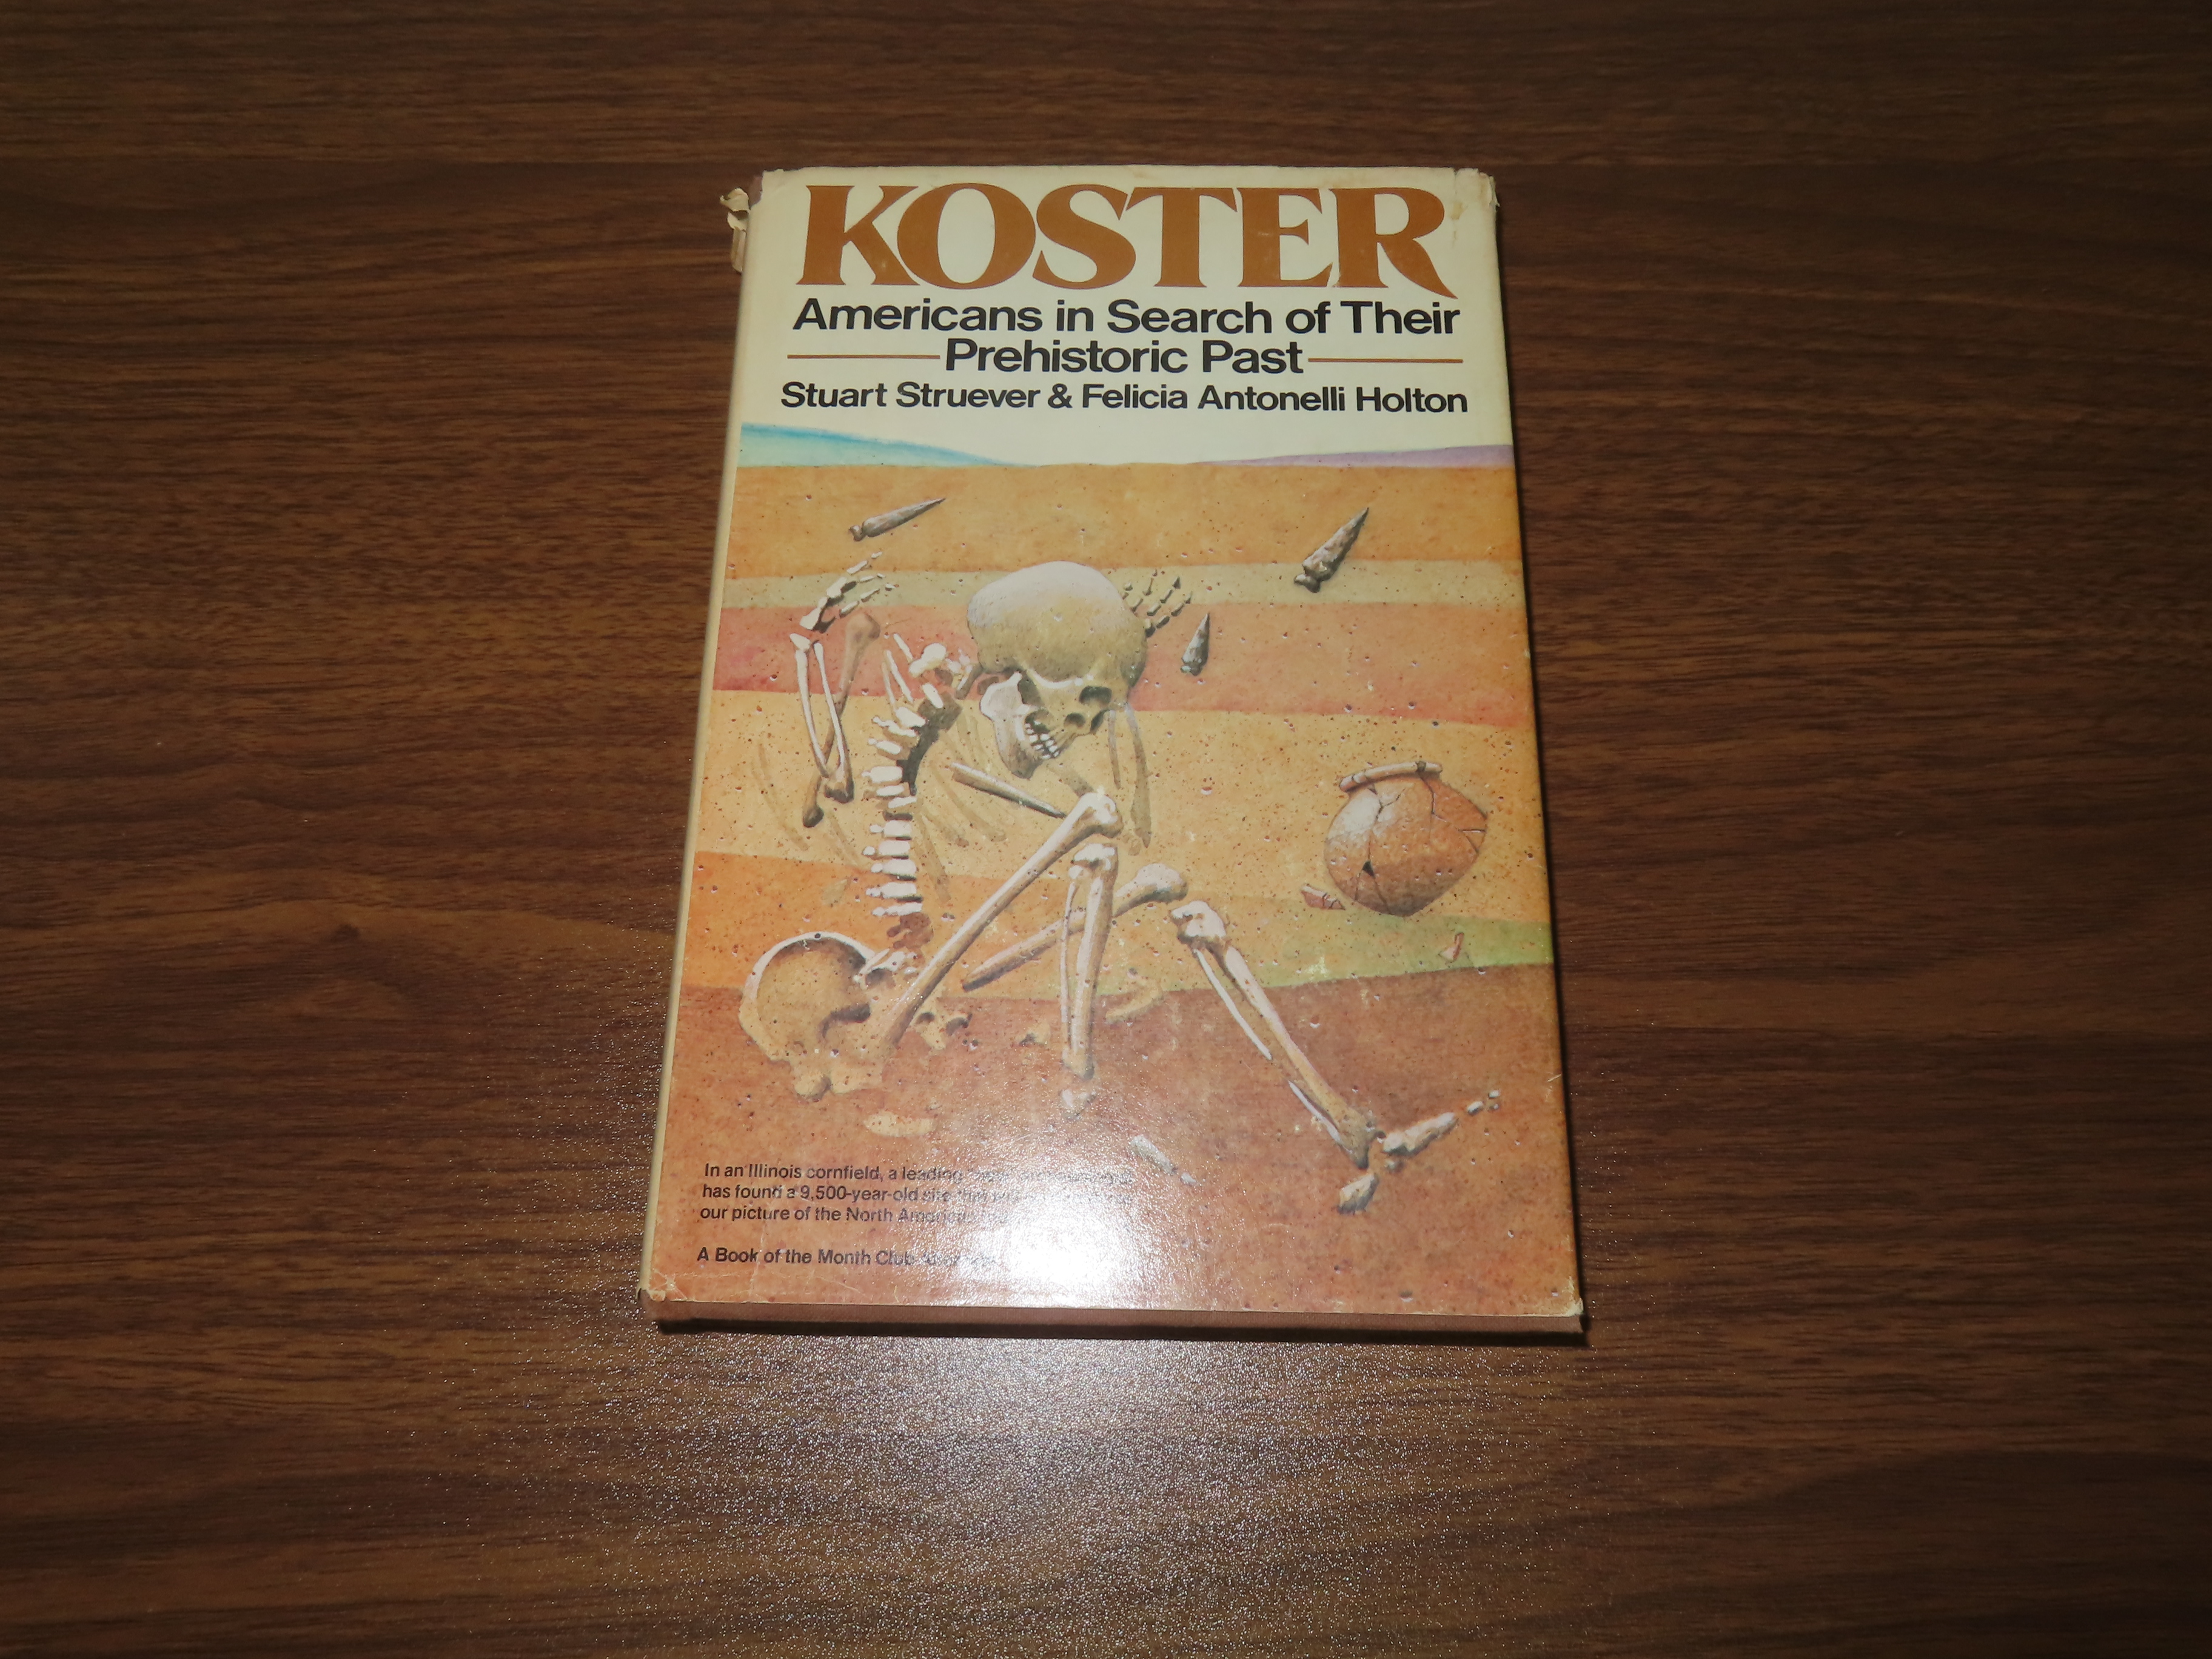 KOSTER
Americans in Search of Their
Prehistoric Past
Stuart Struever & Felicia Antonelli Holton
In an Illinois cornfield, a leading
has found a 9,500-year-old site
our picture of the North American
A Book of the Month Club